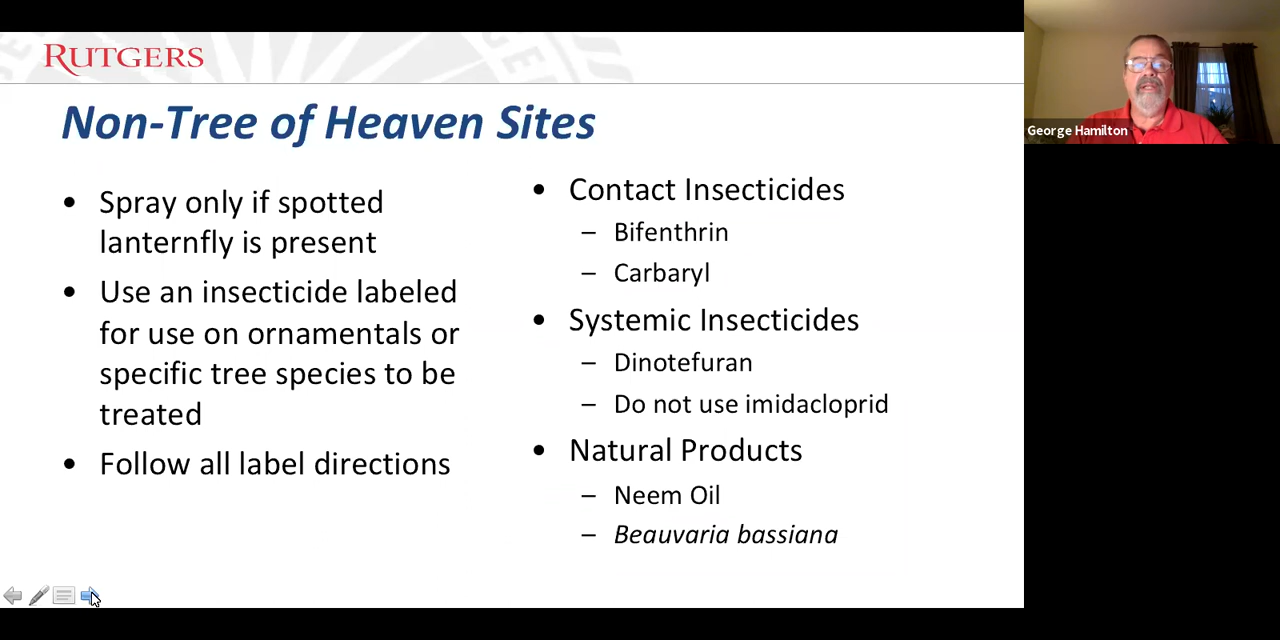 RUTGERS
Non-Tree of Heaven Sites
• Spray only if spotted
lanternfly is present
• Use an insecticide labeled
for use on ornamentals or
specific tree species to be
treated
• Follow all label directions
• Contact Insecticides
– Bifenthrin
– Carbaryl
• Systemic Insecticides
– Dinotefuran
– Do not use imidacloprid
• Natural Products
– Neem Oil
– Beauvaria bassiana
George Hamilton